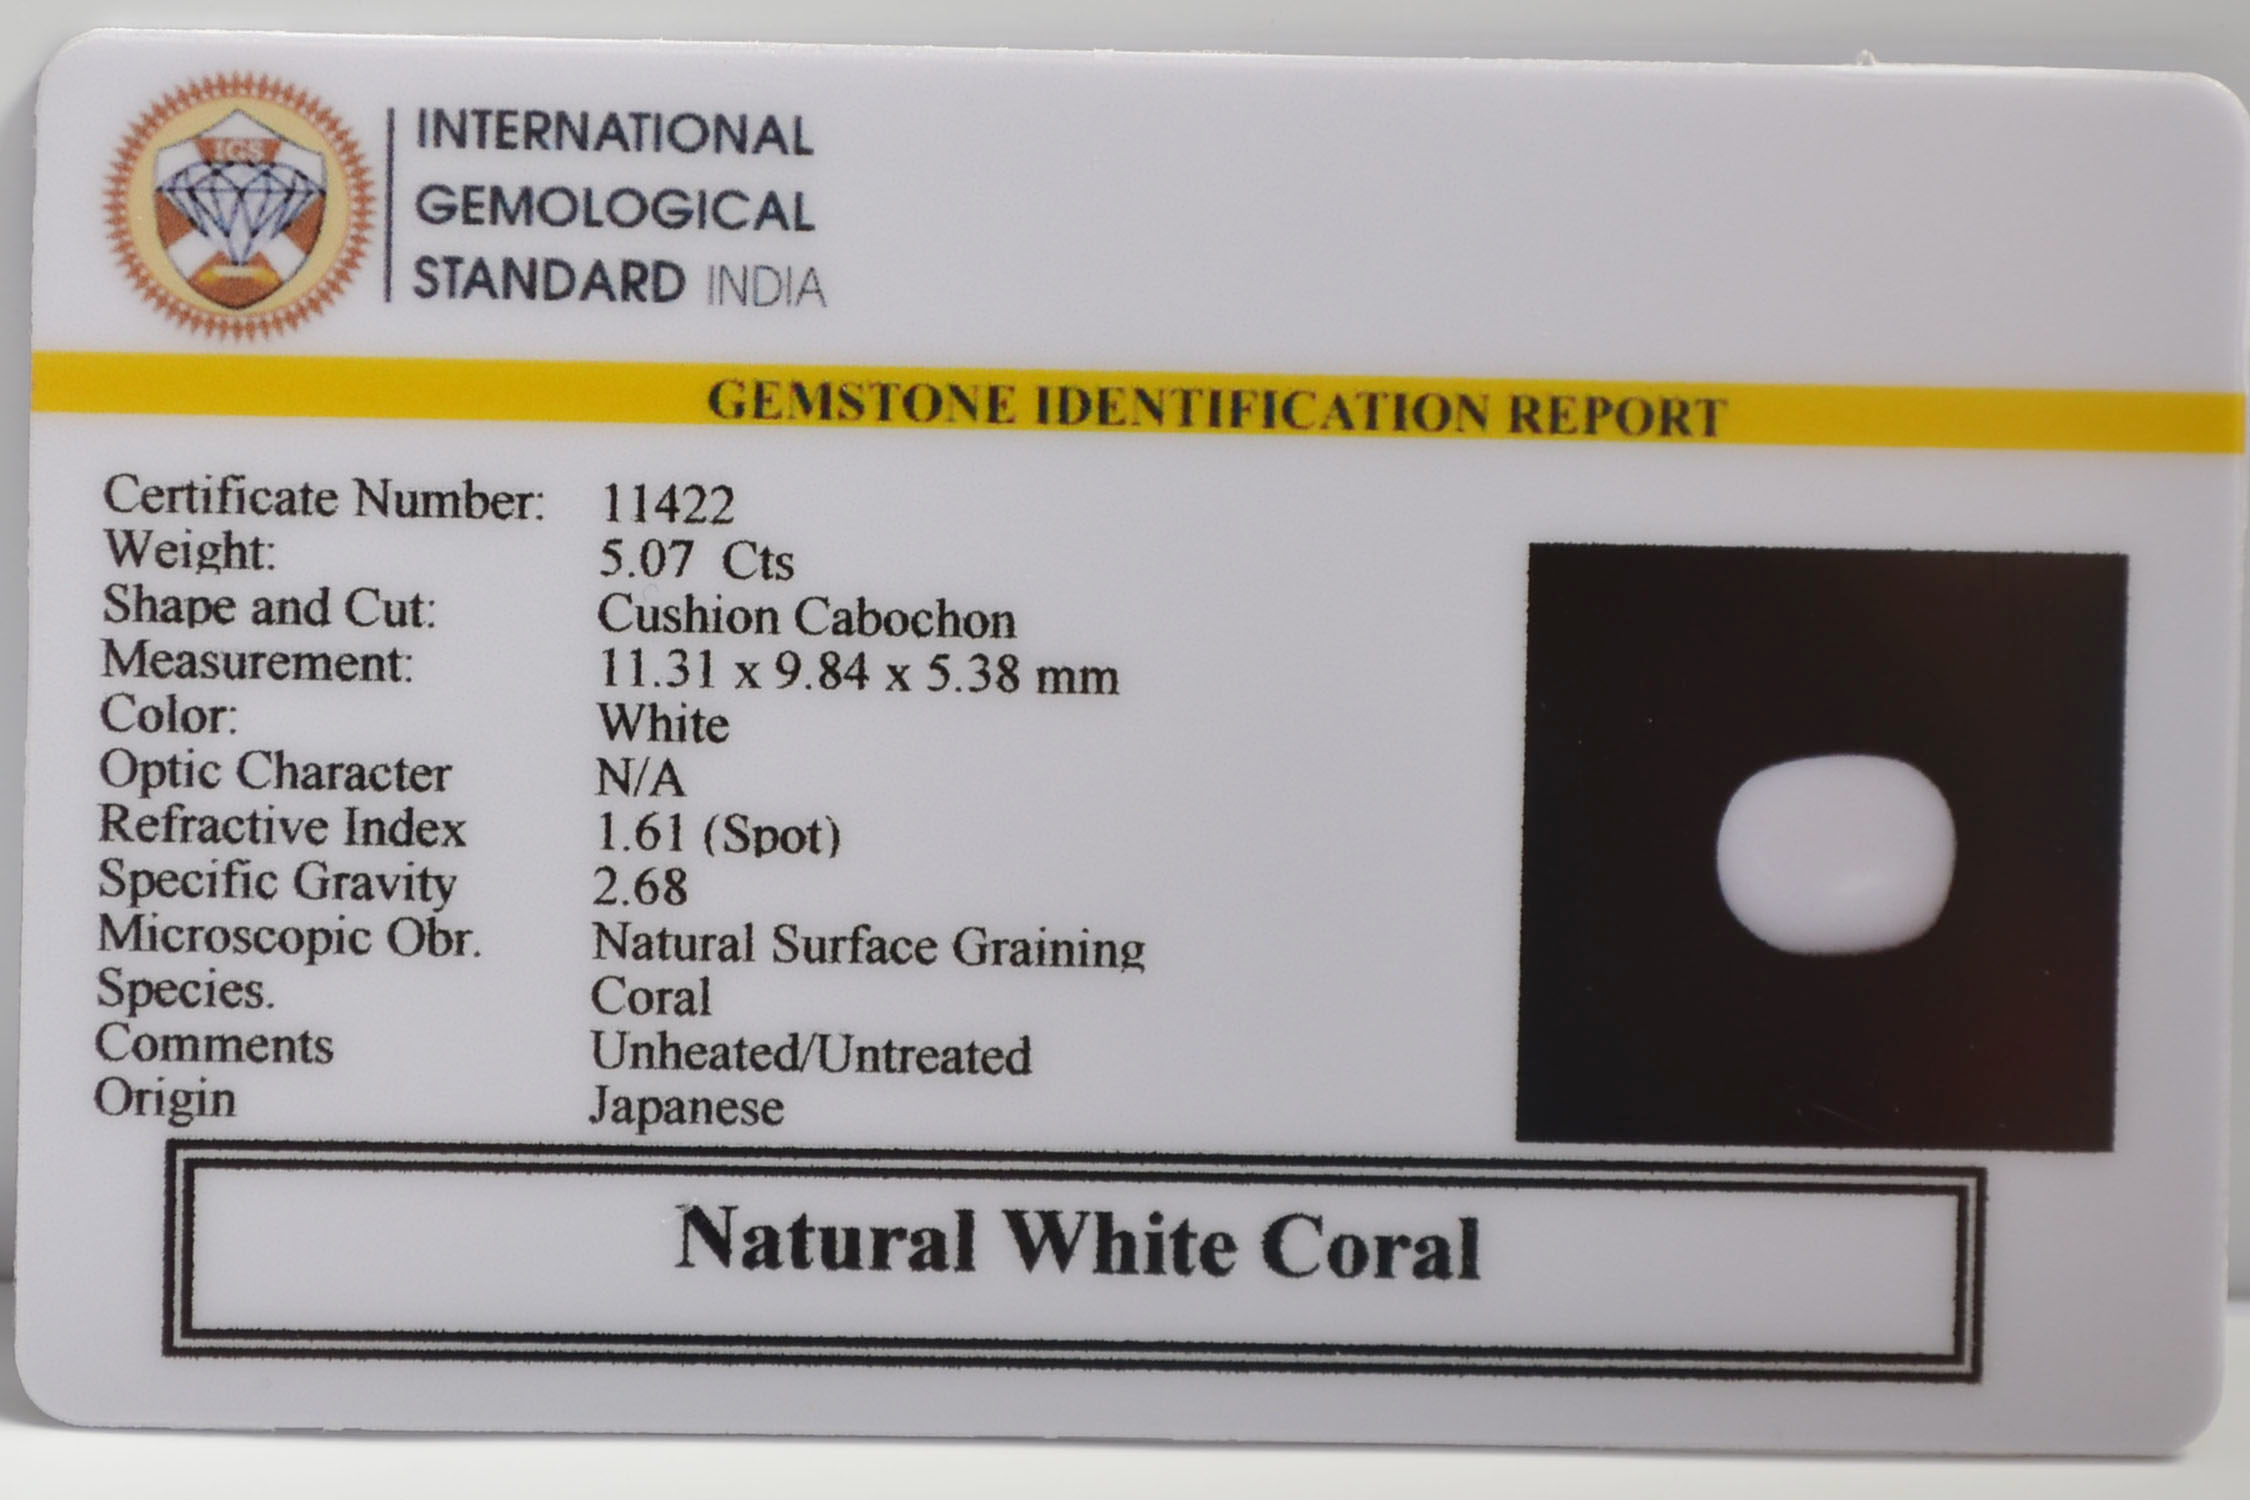 IGS
INTERNATIONAL
GEMOLOGICAL
STANDARD INDIA
GEMSTONE IDENTIFICATION REPORT
Certificate Number: 11422
Weight: 5.07 Cts
Shape and Cut: Cushion Cabochon
Measurement: 11.31 x 9.84 x 5.38 mm
Color: White
Optic Character N/A
Refractive Index 1.61 (Spot)
Specific Gravity 2.68
Microscopic Obr. Natural Surface Graining
Species. Coral
Comments Unheated/Untreated
Origin Japanese
Natural White Coral